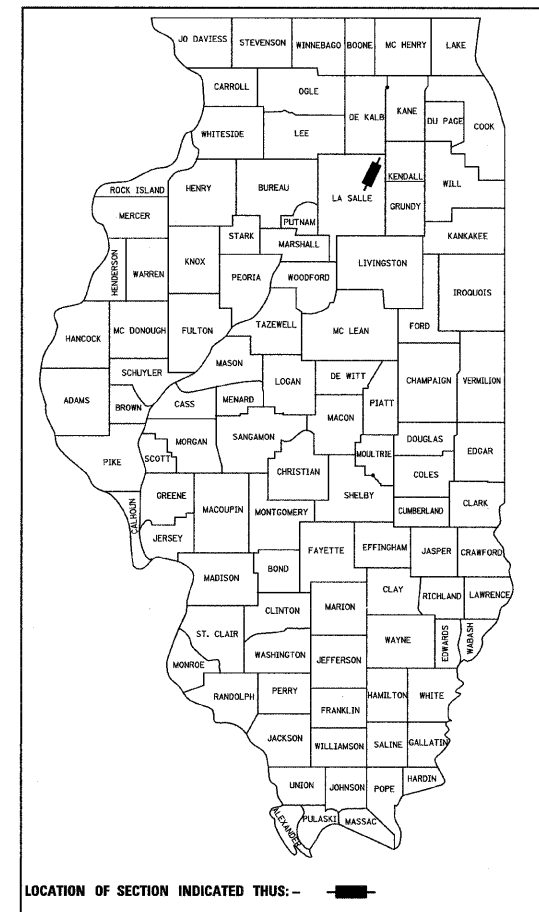 JO DAVIESS
STEVENSON
WINNEBAGO
BOONE
MC HENRY
LAKE
CARROLL
OGLE
DE KALB
KANE
DU PAGE
COOK
WHITESIDE
LEE
ROCK ISLAND
HENRY
BUREAU
LA SALLE
KENDALL
GRUNDY
WILL
MERCER
PUTNAM
STARK
MARSHALL
KANKAKEE
HENDERSON
WARREN
KNOX
PEORIA
WOODFORD
LIVINGSTON
IROQUOIS
HANCOCK
MC DONOUGH
FULTON
TAZEWELL
MC LEAN
FORD
SCHUYLER
MASON
LOGAN
DE WITT
CHAMPAIGN
VERMILION
ADAMS
BROWN
CASS
MENARD
MACON
PIATT
MORGAN
SANGAMON
MOULTRIE
DOUGLAS
EDGAR
PIKE
SCOTT
CHRISTIAN
COLES
SHELBY
CALHOUN
GREENE
MACOUPIN
MONTGOMERY
CUMBERLAND
CLARK
JERSEY
FAYETTE
EFFINGHAM
JASPER
CRAWFORD
MADISON
BOND
CLAY
RICHLAND
LAWRENCE
CLINTON
MARION
ST. CLAIR
WAYNE
EDWARDS
WABASH
MONROE
WASHINGTON
JEFFERSON
RANDOLPH
PERRY
HAMILTON
WHITE
FRANKLIN
JACKSON
WILLIAMSON
SALINE
GALLATIN
UNION
JOHNSON
POPE
HARDIN
ALEXANDER
PULASKI
MASSAC
LOCATION OF SECTION INDICATED THUS:-